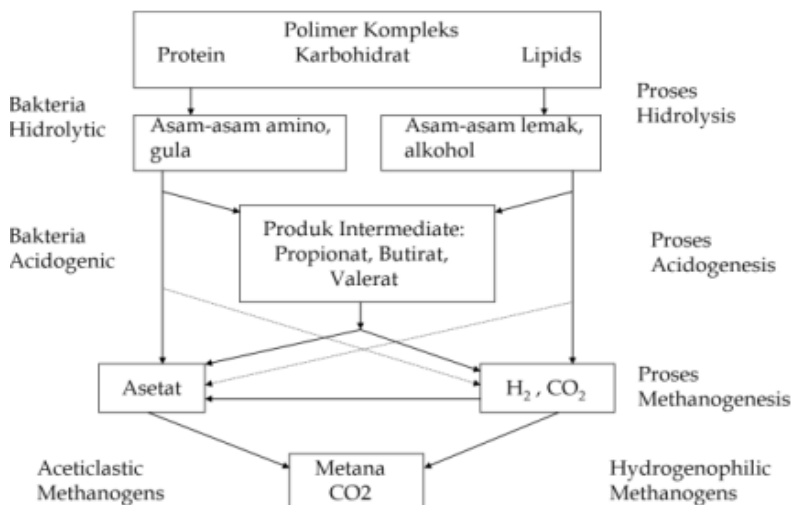 Polimer Kompleks
Protein Karbohidrat Lipids
Bakteria
Hidrolytic
Proses
Hidrolysis
Asam-asam amino,
gula
Asam-asam lemak,
alkohol
Bakteria
Acidogenic
Produk Intermediate:
Propionat, Butirat,
Valerat
Proses
Acidogenesis
Asetat
H₂ , CO₂
Proses
Methanogenesis
Aceticlastic
Methanogens
Metana
CO2
Hydrogenophilic
Methanogens